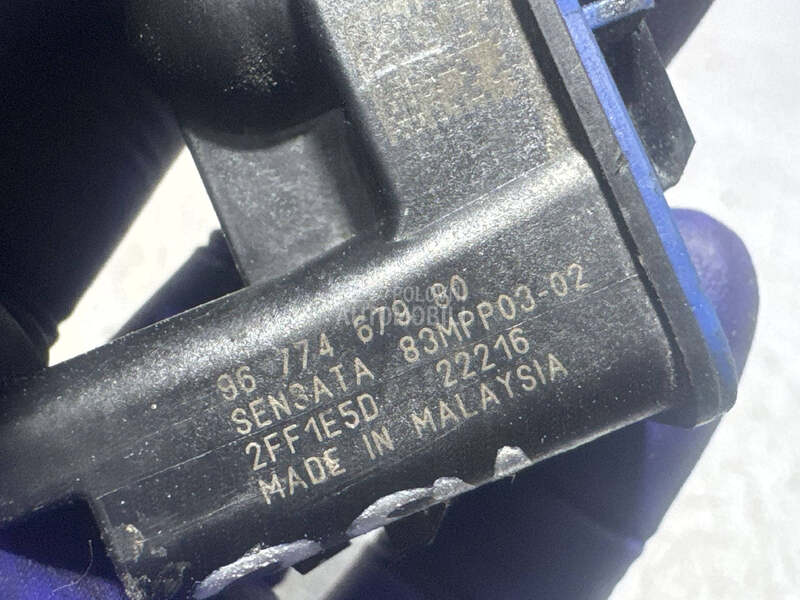 96 774 679 80
SENSATA 83MPP03-02
2FF1E5D 22216
MADE IN MALAYSIA